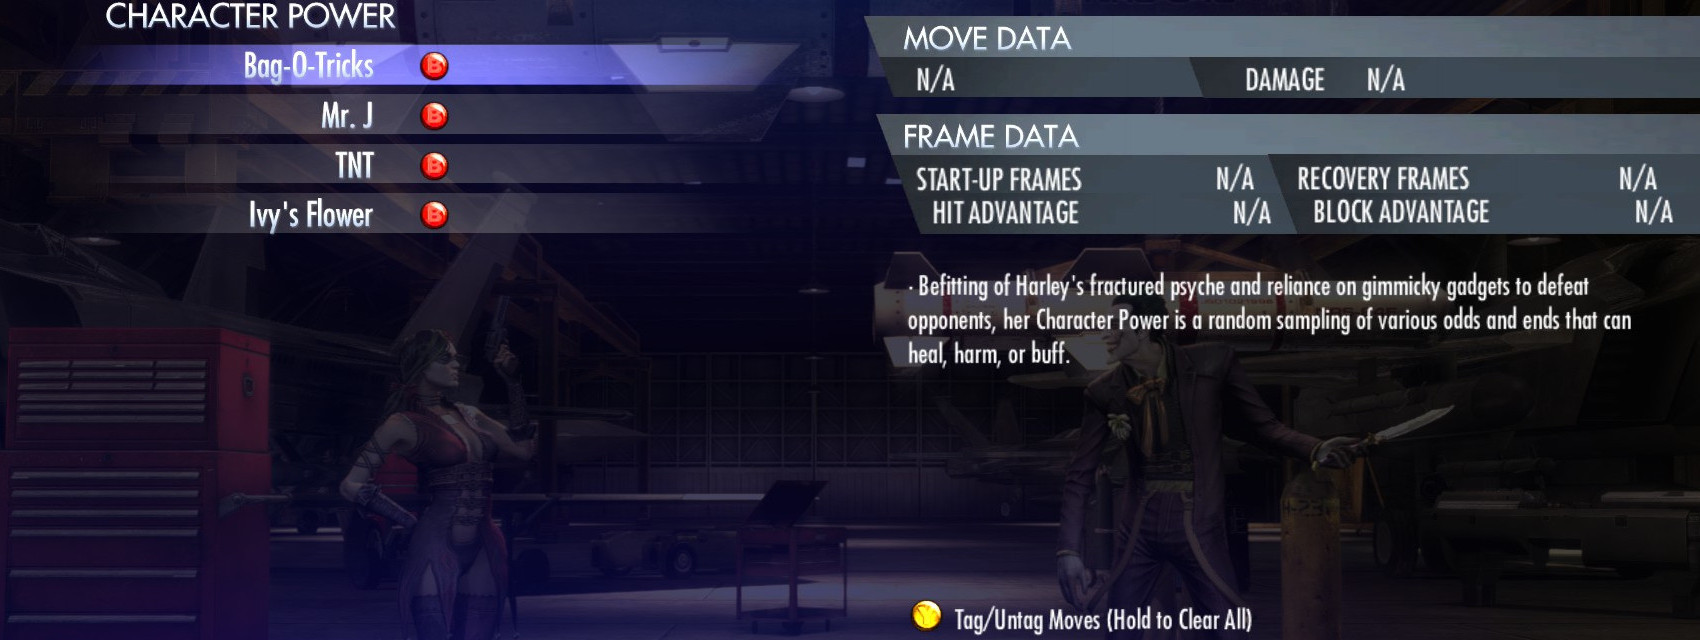 CHARACTER POWER
Bag-O-Tricks B
Mr. J B
TNT B
Ivy's Flower B
MOVE DATA
N/A DAMAGE N/A
FRAME DATA
START-UP FRAMES N/A RECOVERY FRAMES N/A
HIT ADVANTAGE N/A BLOCK ADVANTAGE N/A
· Befitting of Harley's fractured psyche and reliance on gimmicky gadgets to defeat
opponents, her Character Power is a random sampling of various odds and ends that can
heal, harm, or buff.
Y Tag/Untag Moves (Hold to Clear All)